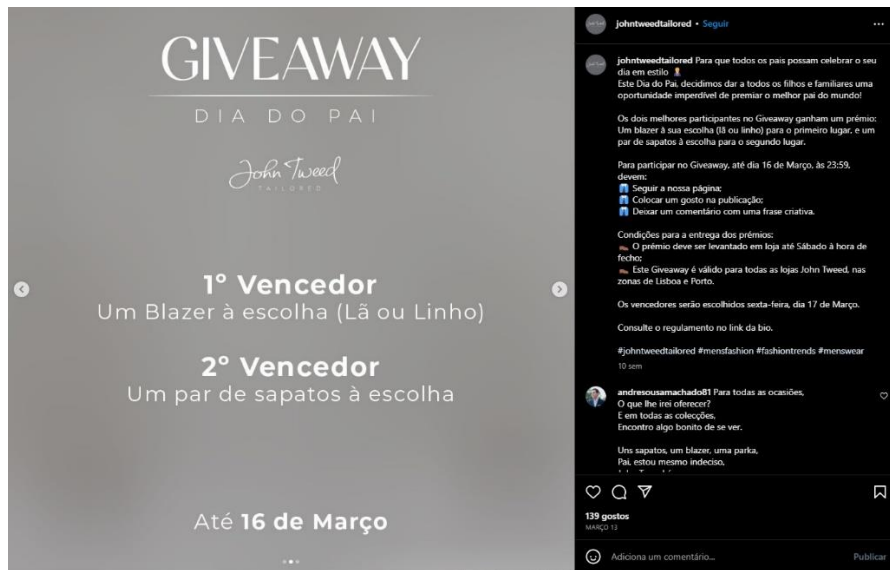 GIVEAWAY
DIA DO PAI
John Tweed
TAILORED
1º Vencedor
Um Blazer à escolha (Lã ou Linho)
2º Vencedor
Um par de sapatos à escolha
Até 16 de Março
johntweedtailored • Seguir
johntweedtailored Para que todos os pais possam celebrar o seu
dia em estilo
Este Dia do Pai, decidimos dar a todos os filhos e familiares uma
oportunidade imperdível de premiar o melhor pai do mundo!
Os dois melhores participantes no Giveaway ganham um prémio:
Um blazer à sua escolha (lã ou linho) para o primeiro lugar, e um
par de sapatos à escolha para o segundo lugar.
Para participar no Giveaway, até dia 16 de Março, às 23:59,
devem:
Seguir a nossa página;
Colocar um gosto na publicação;
Deixar um comentário com uma frase criativa.
Condições para a entrega dos prémios:
O prémio deve ser levantado em loja até Sábado à hora de
fecho;
Este Giveaway é válido para todas as lojas John Tweed, nas
zonas de Lisboa e Porto.
Os vencedores serão escolhidos sexta-feira, dia 17 de Março.
Consulte o regulamento no link da bio.
#johntweedtailored #mensfashion #fashiontrends #menswear
10 sem
andresousamachado81 Para todas as ocasiões,
O que lhe irei oferecer?
E em todas as colecções,
Encontro algo bonito de se ver.
Uns sapatos, um blazer, uma parka,
Pai, estou mesmo indeciso,
139 gostos
MARÇO 13
Adiciona um comentário...
Publicar